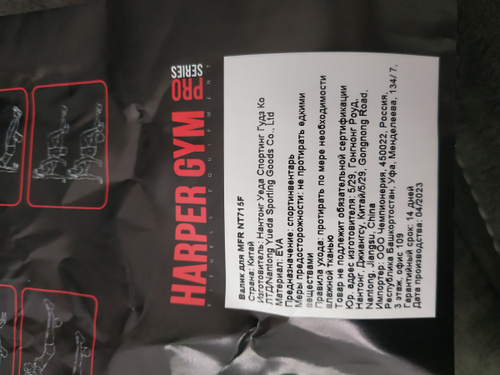 HARPER GYM
PRO
SERIES
FITNESS EQUIPMENT
Валик для MFR NT715F
Страна: Китай
Изготовитель: Нантонг Уеда Спортинг Гудз Ко
ЛТД/Nantong Yueda Sporting Goods Co., Ltd
Материал: EVA
Предназначение: спортинвентарь
Меры предосторожности: не протирать едкими
веществами
Правила ухода: протирать по мере необходимости
влажной тканью
Товар не подлежит обязательной сертификации
Юр. адрес изготовителя: 5/29, Гонгнонг Роуд,
Нантонг, Джиангсу, Китай/5/29, Gongnong Road,
Nantong, Jiangsu, China
Импортер: ООО Чемпионерия, 450022, Россия,
Республика Башкортостан, Уфа, Менделеева, 134/7,
3 этаж, офис 109
Гарантийный срок: 14 дней
Дата производства: 04/2023